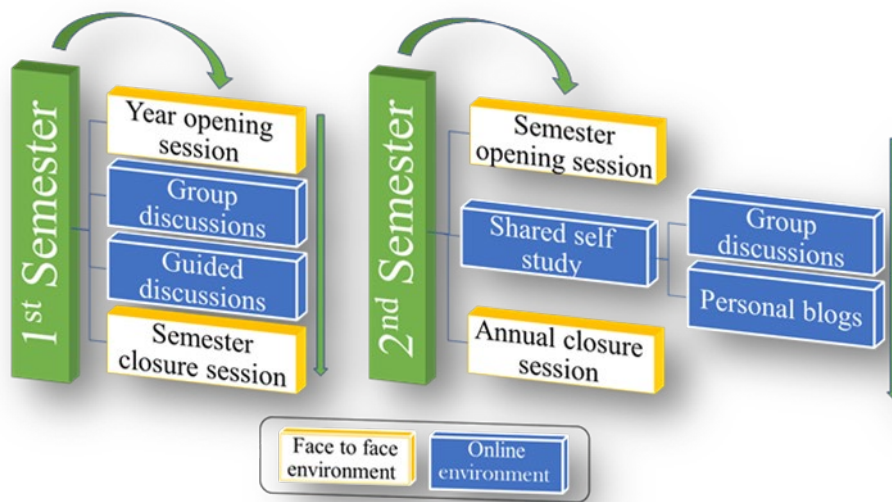 1st Semester
Year opening
session
Group
discussions
Guided
discussions
Semester
closure session
2nd Semester
Semester
opening session
Shared self
study
Group
discussions
Personal blogs
Annual closure
session
Face to face
environment
Online
environment